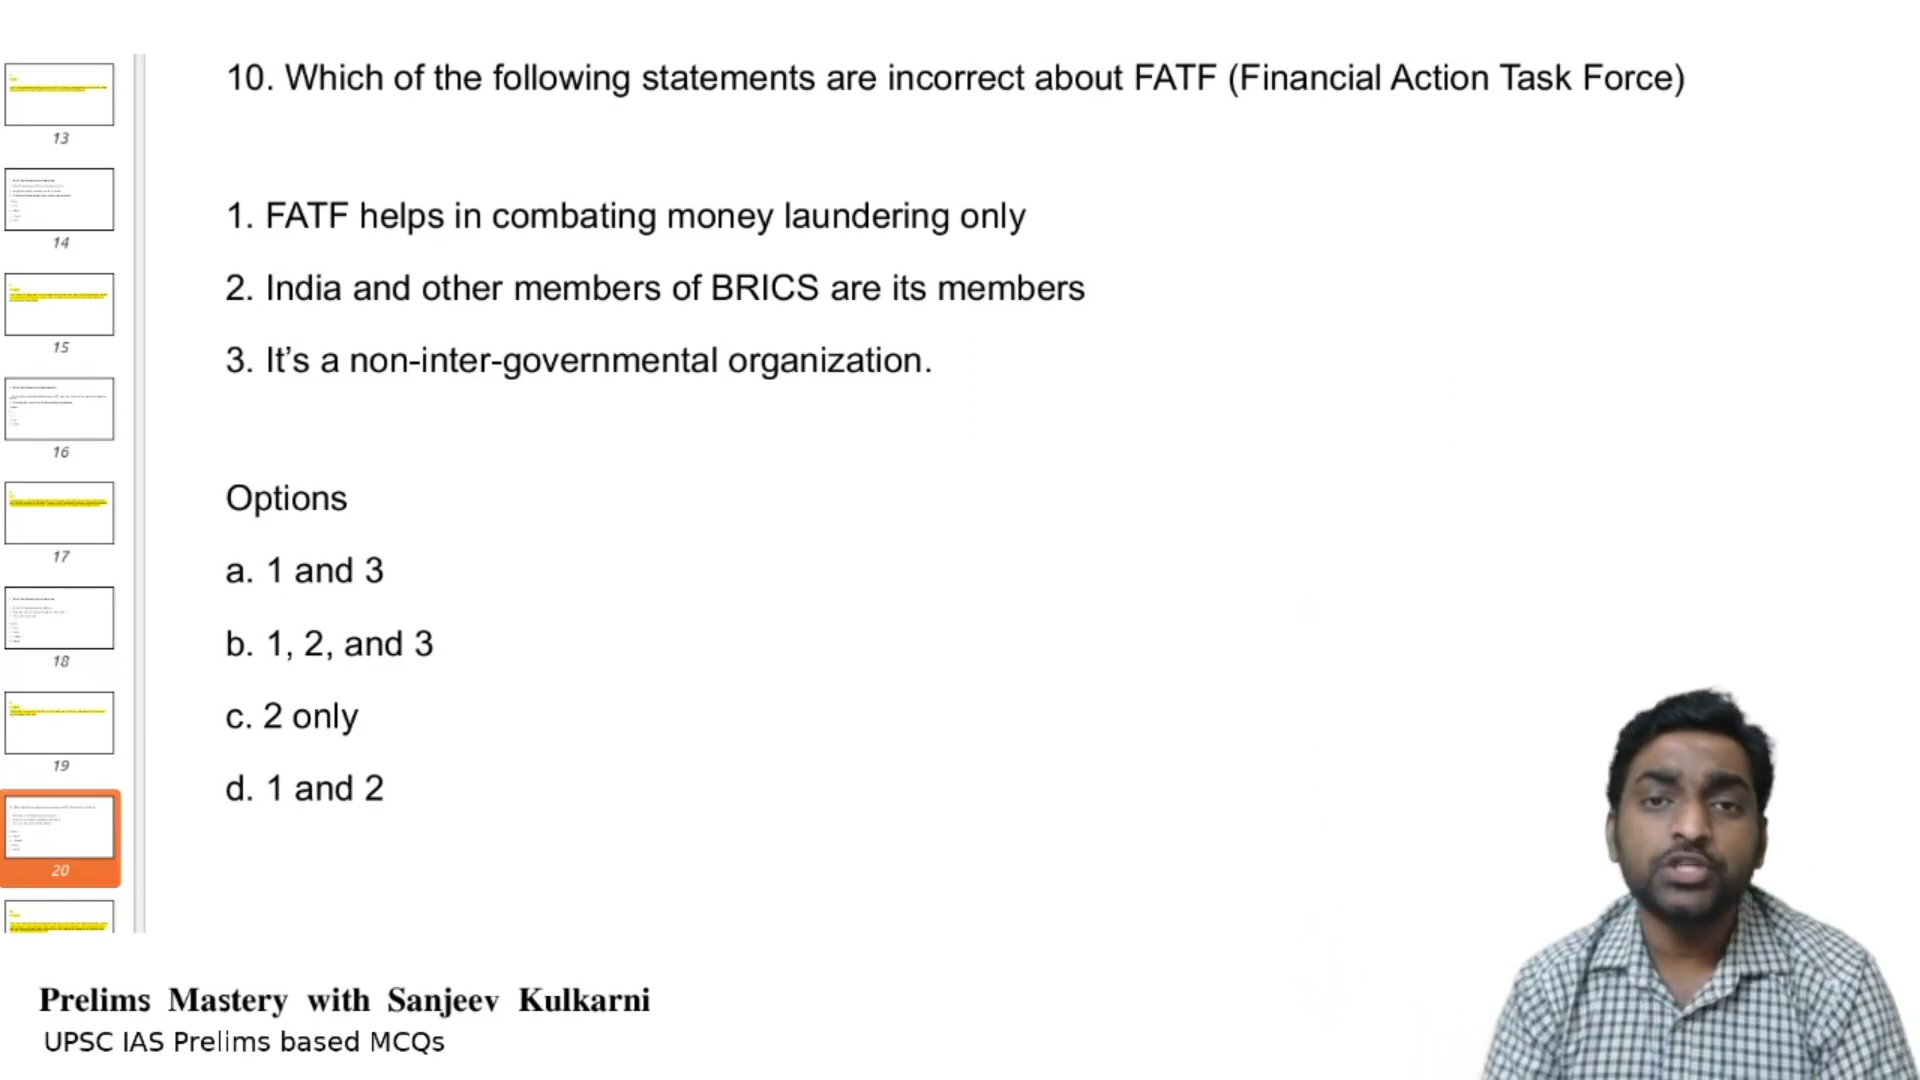 10. Which of the following statements are incorrect about FATF (Financial Action Task Force)
1. FATF helps in combating money laundering only
2. India and other members of BRICS are its members
3. It’s a non-inter-governmental organization.
Options
a. 1 and 3
b. 1, 2, and 3
c. 2 only
d. 1 and 2
13
14
15
16
17
18
19
20
Prelims Mastery with Sanjeev Kulkarni
UPSC IAS Prelims based MCQs